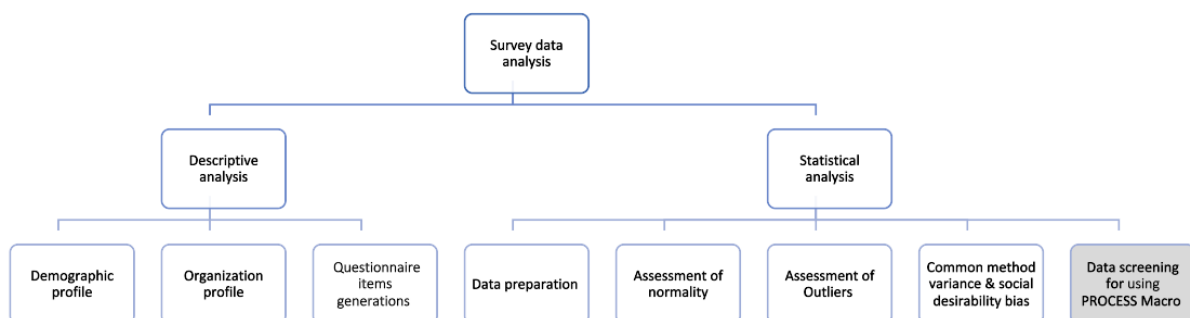 Survey data
analysis
Descriptive
analysis
Statistical
analysis
Demographic
profile
Organization
profile
Questionnaire
items
generations
Data preparation
Assessment of
normality
Assessment of
Outliers
Common method
variance & social
desirability bias
Data screening
for using
PROCESS Macro